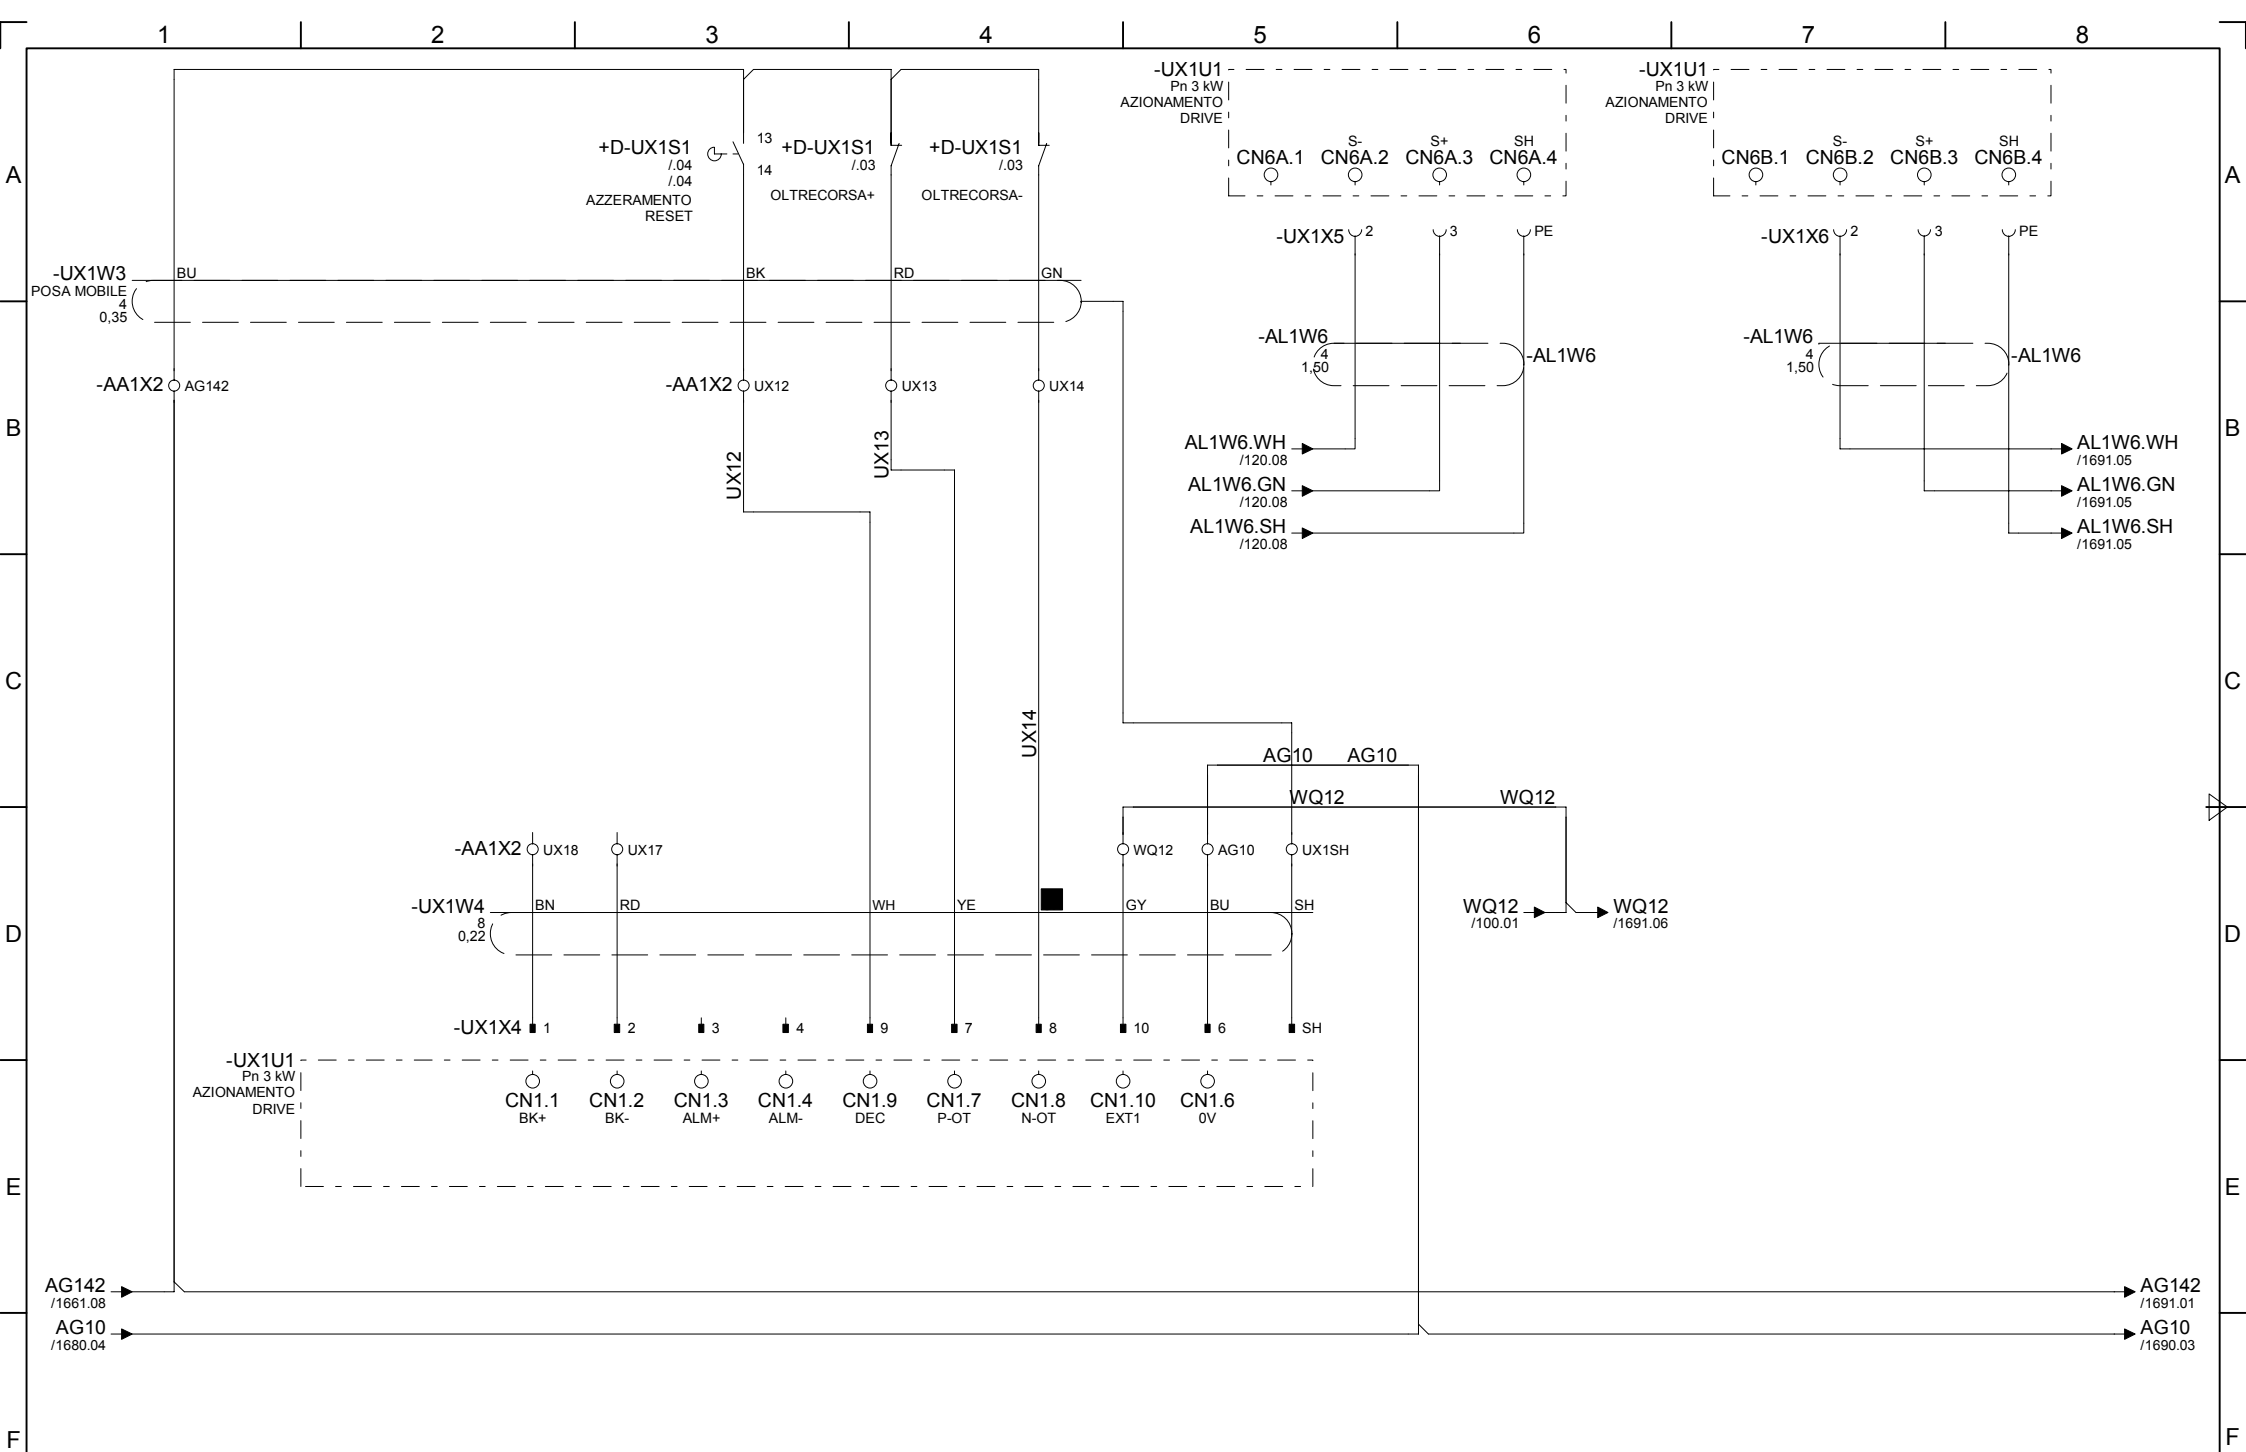 1 2 3 4 5 6 7 8
A
B
C
D
E
F
A
B
C
D
E
F
+D-UX1S1
/.04
/.04
AZZERAMENTO
RESET
13
14
+D-UX1S1
/.03
OLTRECORSA+
+D-UX1S1
/.03
OLTRECORSA-
-UX1U1
Pn 3 kW
AZIONAMENTO
DRIVE
S- S+ SH
CN6A.1 CN6A.2 CN6A.3 CN6A.4
-UX1X5 2 3 PE
-UX1U1
Pn 3 kW
AZIONAMENTO
DRIVE
S- S+ SH
CN6B.1 CN6B.2 CN6B.3 CN6B.4
-UX1X6 2 3 PE
-UX1W3
POSA MOBILE
4
0,35
BU BK RD GN
-AL1W6
4
1,50
-AL1W6
-AL1W6
4
1,50
-AL1W6
-AA1X2 AG142
-AA1X2 UX12 UX13 UX14
UX12
UX13
UX14
AL1W6.WH
/120.08
AL1W6.GN
/120.08
AL1W6.SH
/120.08
AL1W6.WH
/1691.05
AL1W6.GN
/1691.05
AL1W6.SH
/1691.05
AG10 AG10
WQ12 WQ12
-AA1X2 UX18 UX17 WQ12 AG10 UX1SH
-UX1W4
8
0,22
BN RD WH YE GY BU SH
WQ12
/100.01
WQ12
/1691.06
-UX1X4 1 2 3 4 9 7 8 10 6 SH
-UX1U1
Pn 3 kW
AZIONAMENTO
DRIVE
CN1.1 CN1.2 CN1.3 CN1.4 CN1.9 CN1.7 CN1.8 CN1.10 CN1.6
BK+ BK- ALM+ ALM- DEC P-OT N-OT EXT1 0V
AG142
/1661.08
AG142
/1691.01
AG10
/1680.04
AG10
/1690.03